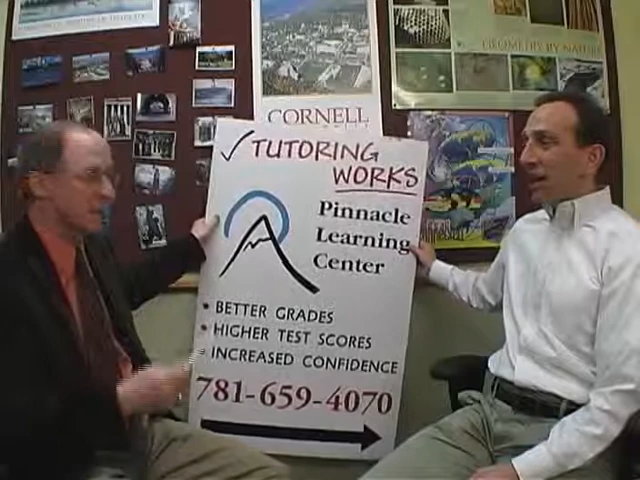 CORNELL
GEOMETRY BY NATURE
✓ TUTORING
WORKS
Pinnacle
Learning
Center
• BETTER GRADES
• HIGHER TEST SCORES
• INCREASED CONFIDENCE
781-659-4070